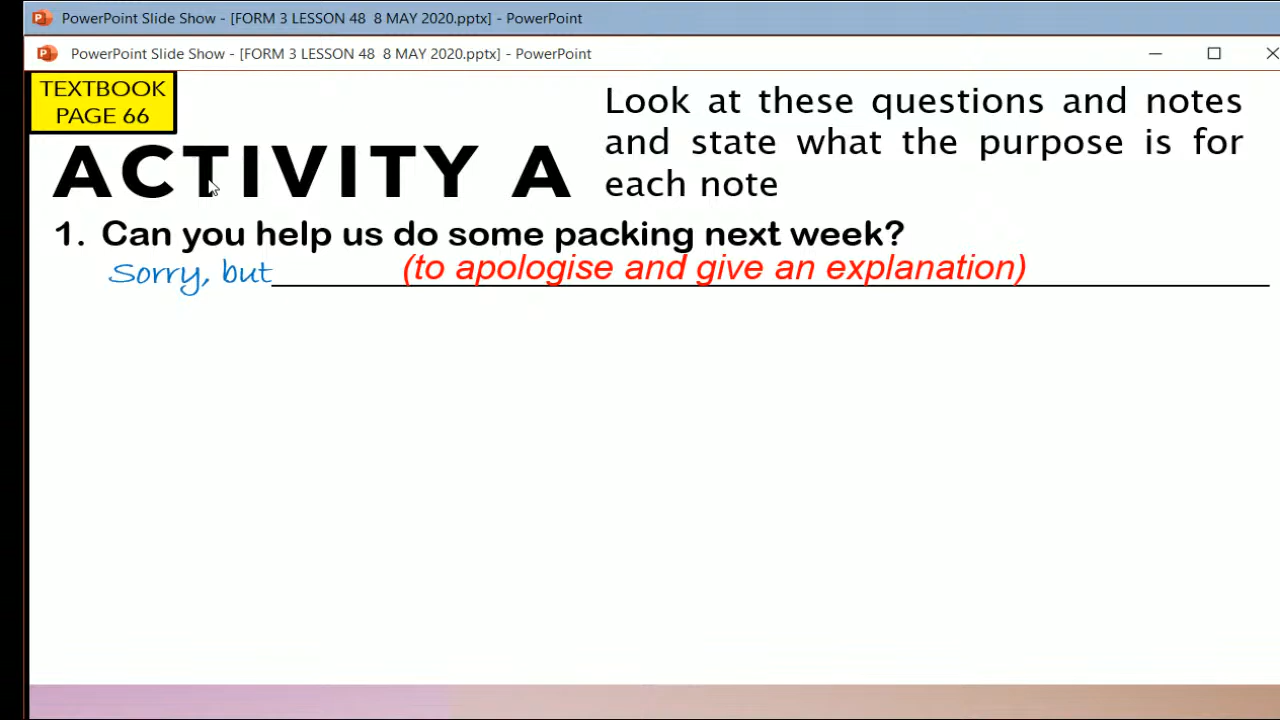 PowerPoint Slide Show - [FORM 3 LESSON 48  8 MAY 2020.pptx] - PowerPoint
PowerPoint Slide Show - [FORM 3 LESSON 48  8 MAY 2020.pptx] - PowerPoint
TEXTBOOK
PAGE 66
ACTIVITY A
Look at these questions and notes
and state what the purpose is for
each note
1. Can you help us do some packing next week?
Sorry, but (to apologise and give an explanation)